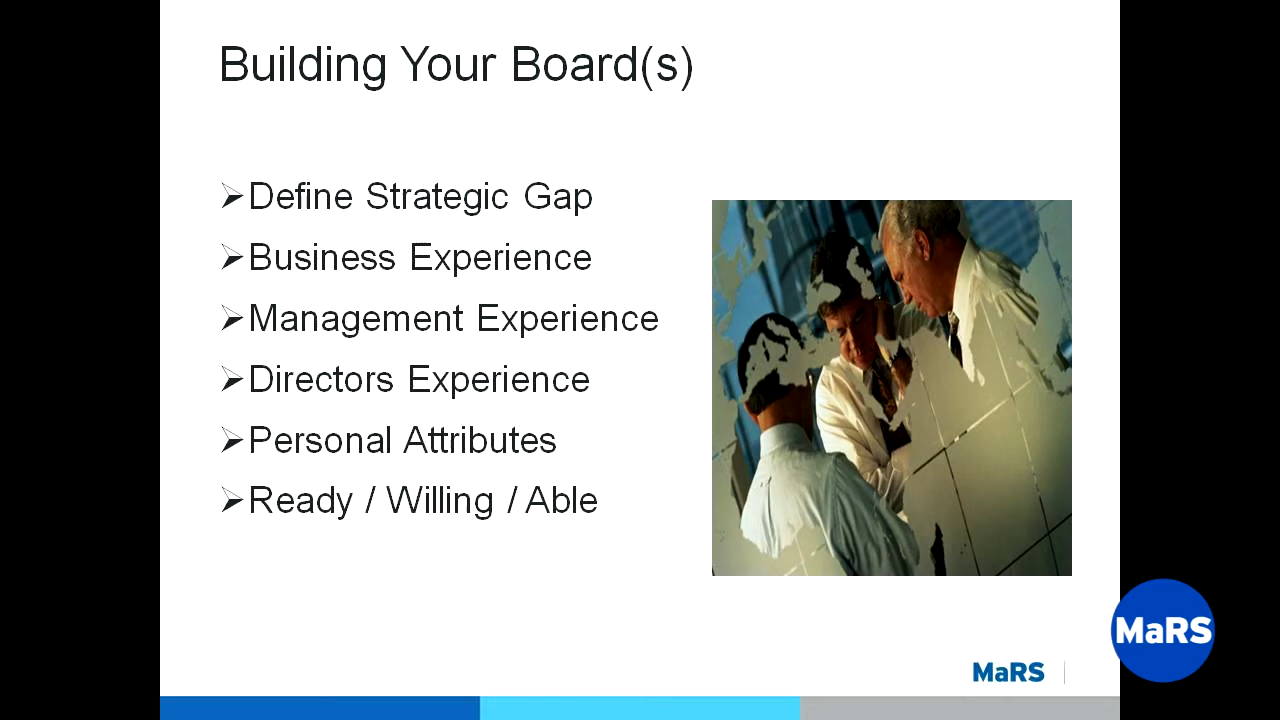 Building Your Board(s)
Define Strategic Gap
Business Experience
Management Experience
Directors Experience
Personal Attributes
Ready / Willing / Able
MaRS
MaRS